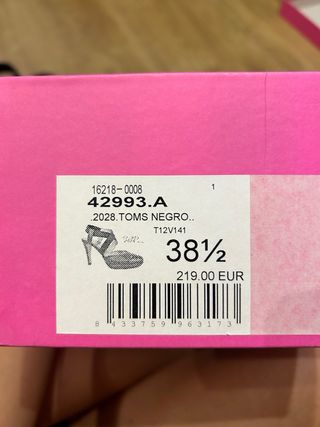 16218-0008 1
42993.A
.2028.TOMS NEGRO..
T12V141
38½
219.00 EUR
8 433759 963173